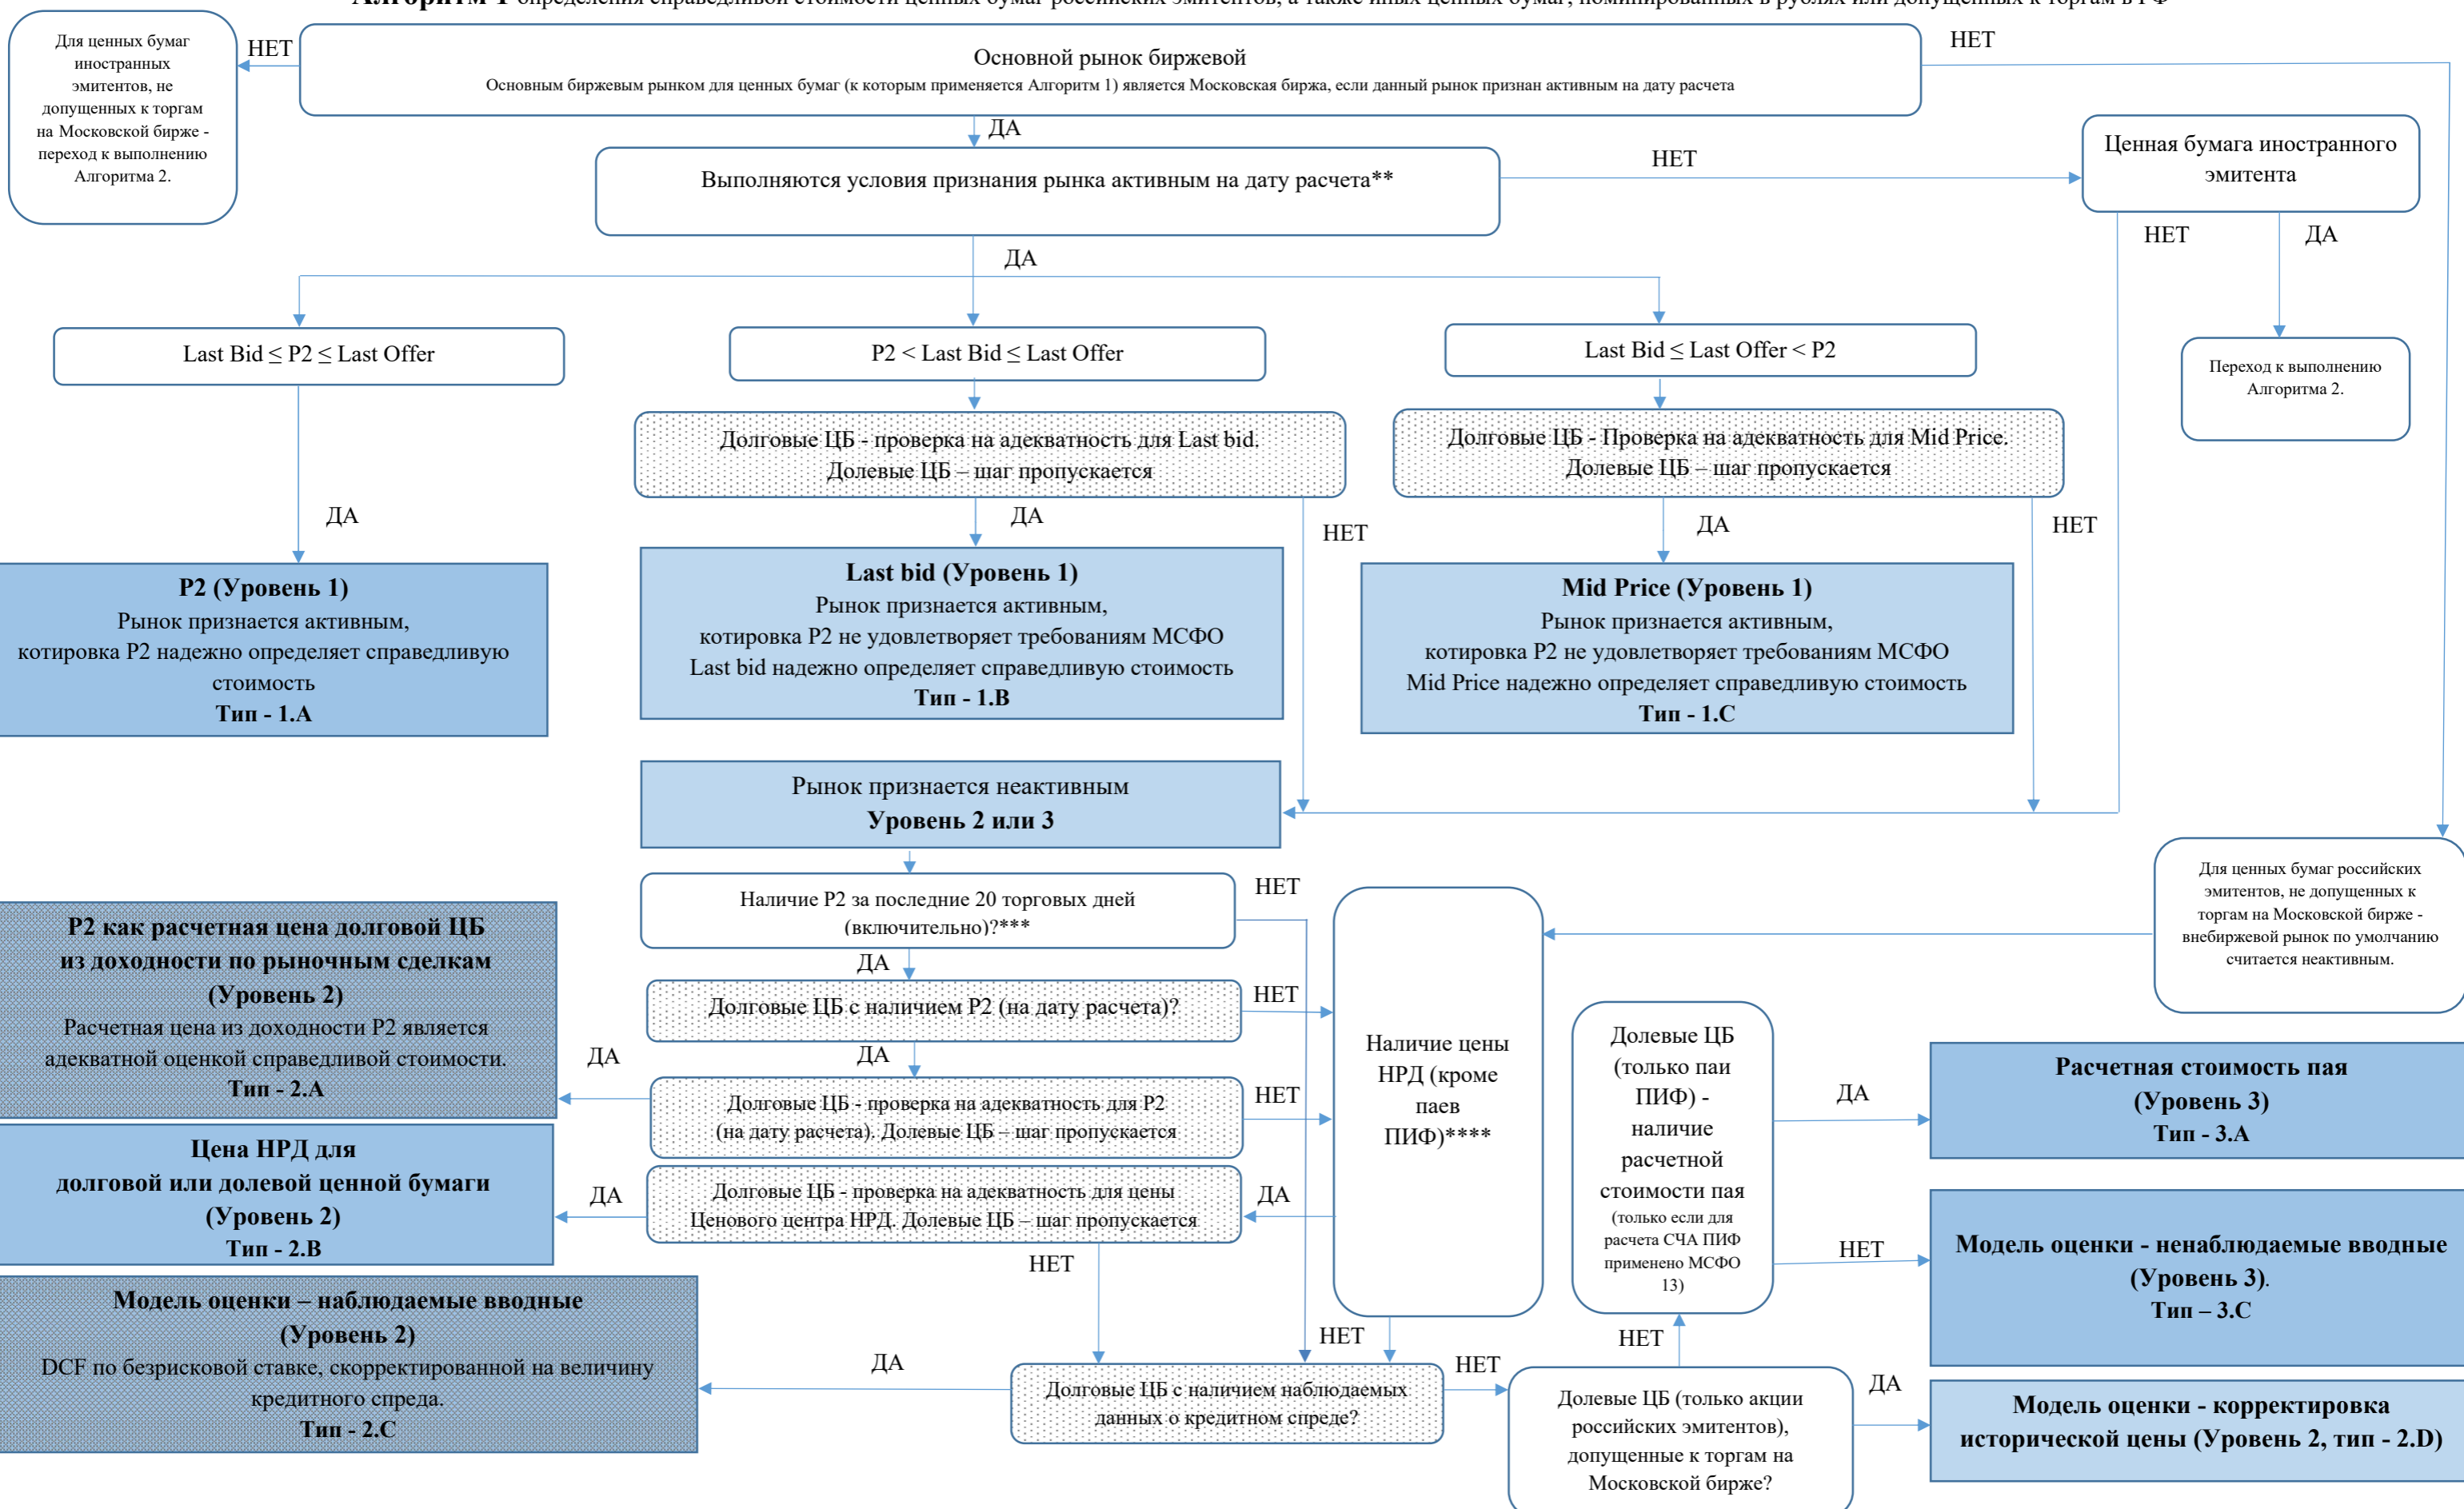 Алгоритм 1 определения справедливой стоимости ценных бумаг российских эмитентов, а также иных ценных бумаг, номинированных в рублях или допущенных к торгам в РФ
Для ценных бумаг
иностранных
эмитентов, не
допущенных к торгам
на Московской бирже -
переход к выполнению
Алгоритма 2.
НЕТ
Основной рынок биржевой
Основным биржевым рынком для ценных бумаг (к которым применяется Алгоритм 1) является Московская биржа, если данный рынок признан активным на дату расчета
НЕТ
ДА
Выполняются условия признания рынка активным на дату расчета**
НЕТ
Ценная бумага иностранного
эмитента
НЕТ
ДА
ДА
Last Bid ≤ P2 ≤ Last Offer
P2 < Last Bid ≤ Last Offer
Last Bid ≤ Last Offer < P2
Переход к выполнению
Алгоритма 2.
Долговые ЦБ - проверка на адекватность для Last bid.
Долевые ЦБ – шаг пропускается
Долговые ЦБ - Проверка на адекватность для Mid Price.
Долевые ЦБ – шаг пропускается
ДА
ДА
НЕТ
ДА
НЕТ
P2 (Уровень 1)
Рынок признается активным,
котировка P2 надежно определяет справедливую
стоимость
Тип - 1.A
Last bid (Уровень 1)
Рынок признается активным,
котировка P2 не удовлетворяет требованиям МСФО
Last bid надежно определяет справедливую стоимость
Тип - 1.B
Mid Price (Уровень 1)
Рынок признается активным,
котировка P2 не удовлетворяет требованиям МСФО
Mid Price надежно определяет справедливую стоимость
Тип - 1.C
Рынок признается неактивным
Уровень 2 или 3
Наличие P2 за последние 20 торговых дней
(включительно)?***
НЕТ
Для ценных бумаг российских
эмитентов, не допущенных к
торгам на Московской бирже -
внебиржевой рынок по умолчанию
считается неактивным.
P2 как расчетная цена долговой ЦБ
из доходности по рыночным сделкам
(Уровень 2)
Расчетная цена из доходности P2 является
адекватной оценкой справедливой стоимости.
Тип - 2.A
ДА
Долговые ЦБ с наличием P2 (на дату расчета)?
НЕТ
ДА
ДА
Долговые ЦБ - проверка на адекватность для P2
(на дату расчета). Долевые ЦБ – шаг пропускается
НЕТ
Наличие цены
НРД (кроме
паев
ПИФ)****
Долевые ЦБ
(только паи
ПИФ) -
наличие
расчетной
стоимости пая
(только если для
расчета СЧА ПИФ
применено МСФО
13)
ДА
Расчетная стоимость пая
(Уровень 3)
Тип - 3.A
Цена НРД для
долговой или долевой ценной бумаги
(Уровень 2)
Тип - 2.B
ДА
Долговые ЦБ - проверка на адекватность для цены
Ценового центра НРД. Долевые ЦБ – шаг пропускается
ДА
НЕТ
НЕТ
Модель оценки - ненаблюдаемые вводные
(Уровень 3).
Тип – 3.C
Модель оценки – наблюдаемые вводные
(Уровень 2)
DCF по безрисковой ставке, скорректированной на величину
кредитного спреда.
Тип - 2.C
ДА
НЕТ
Долговые ЦБ с наличием наблюдаемых
данных о кредитном спреде?
НЕТ
НЕТ
Долевые ЦБ (только акции
российских эмитентов),
допущенные к торгам на
Московской бирже?
ДА
Модель оценки - корректировка
исторической цены (Уровень 2, тип - 2.D)